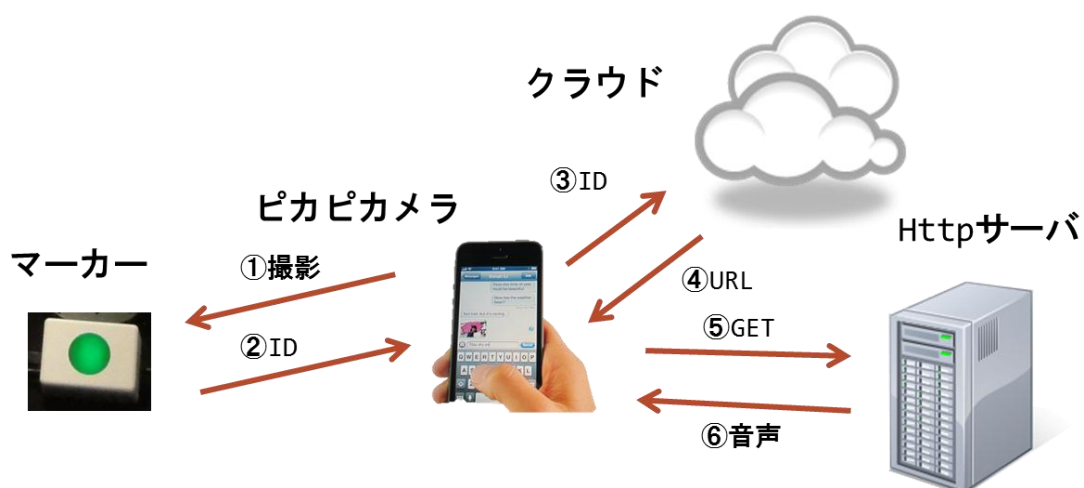 クラウド
③ID
ピカピカメラ
Httpサーバ
マーカー
①撮影
④URL
⑤GET
②ID
QWERTYUIOP
⑥音声